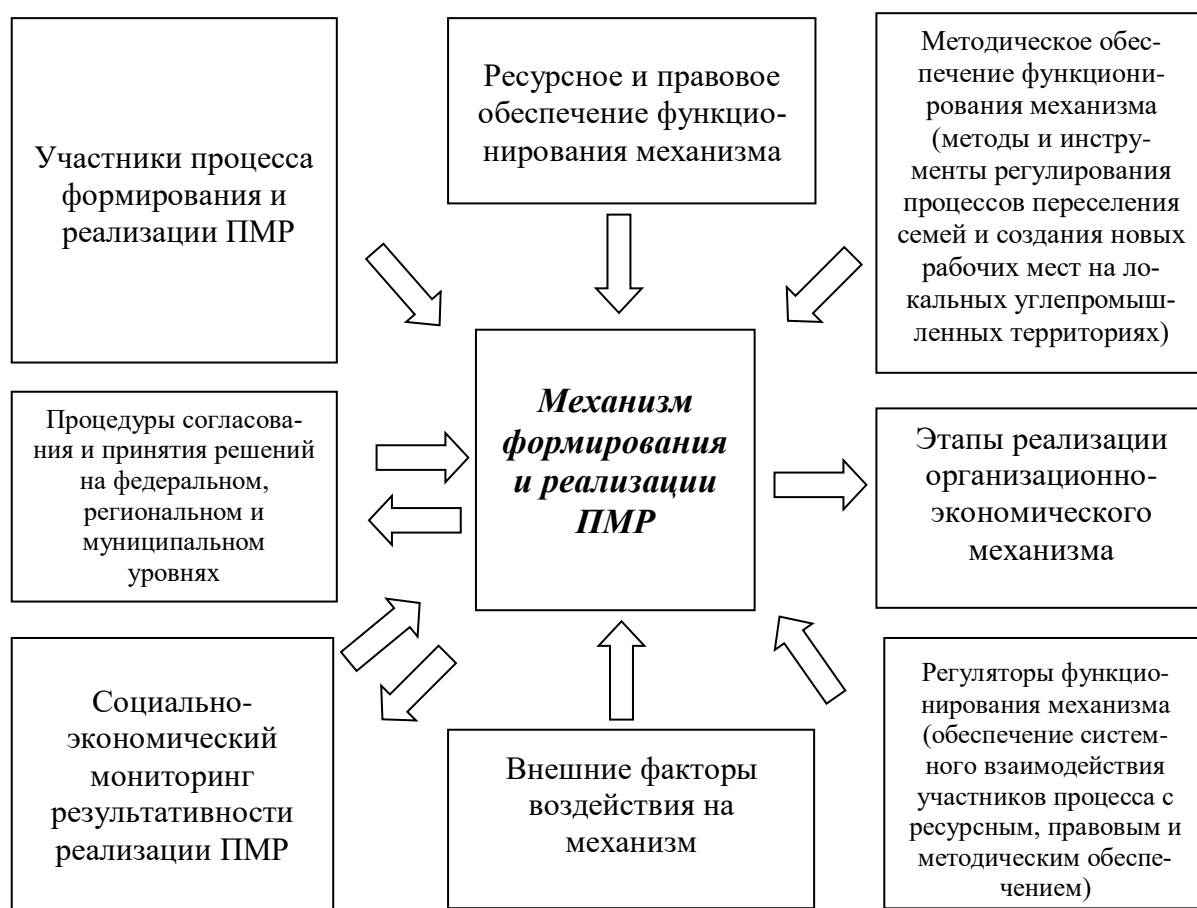 Участники процесса
формирования и
реализации ПМР
Ресурсное и правовое
обеспечение функцио-
нирования механизма
Методическое обес-
печение функциони-
рования механизма
(методы и инстру-
менты регулирования
процессов переселения
семей и создания новых
рабочих мест на ло-
кальных углепромыш-
ленных территориях)
Процедуры согласова-
ния и принятия решений
на федеральном,
региональном и
муниципальном
уровнях
Механизм
формирования
и реализации
ПМР
Этапы реализации
организационно-
экономического
механизма
Социально-
экономический
мониторинг
результативности
реализации ПМР
Внешние факторы
воздействия на
механизм
Регуляторы функцио-
нирования механизма
(обеспечение систем-
ного взаимодействия
участников процесса с
ресурсным, правовым и
методическим обеспе-
чением)